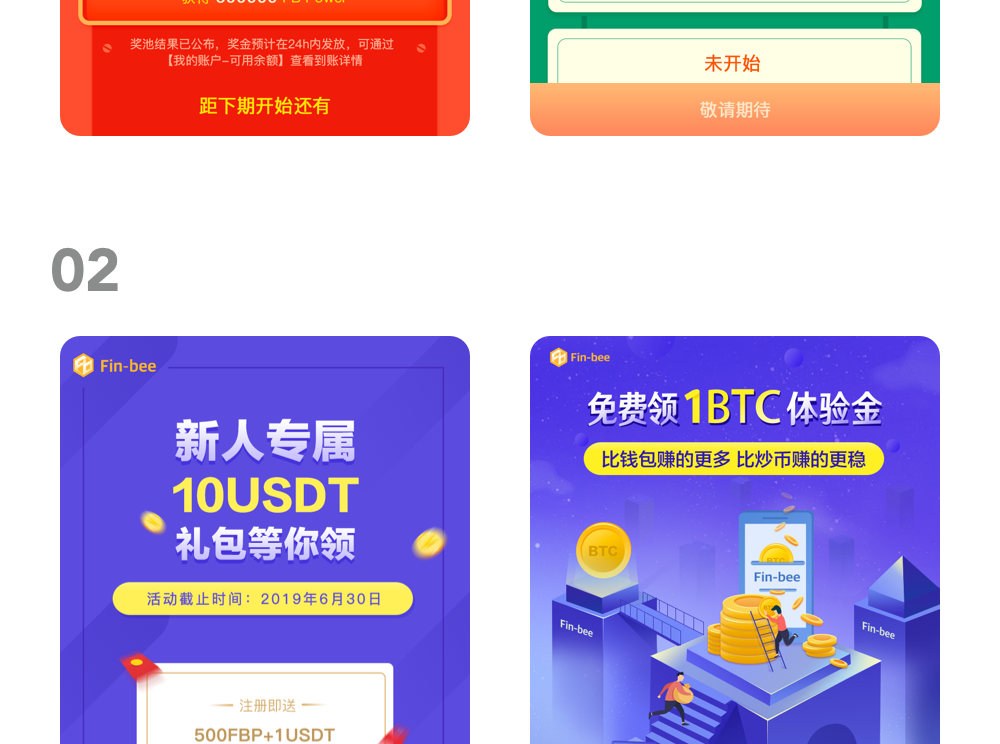 奖池结果已公布，奖金预计在24h内发放，可通过
【我的账户-可用余额】查看到账详情
距下期开始还有
未开始
敬请期待
02
Fin-bee
新人专属
10USDT
礼包等你领
活动截止时间：2019年6月30日
注册即送
500FBP+1USDT
Fin-bee
免费领1BTC体验金
比钱包赚的更多 比炒币赚的更稳
BTC
BTC
Fin-bee
Fin-bee
Fin-bee